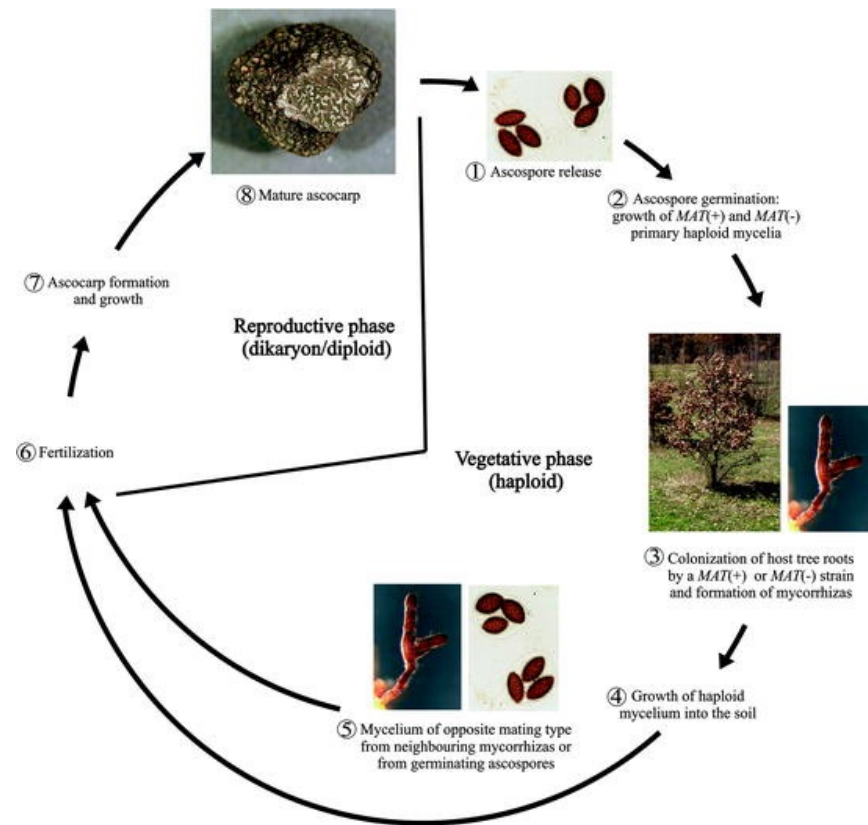 ⑧ Mature ascocarp
① Ascospore release
② Ascospore germination:
growth of MAT(+) and MAT(-)
primary haploid mycelia
⑦ Ascocarp formation
and growth
Reproductive phase
(dikaryon/diploid)
⑥ Fertilization
Vegetative phase
(haploid)
③ Colonization of host tree roots
by a MAT(+) or MAT(-) strain
and formation of mycorrhizas
④ Growth of haploid
mycelium into the soil
⑤ Mycelium of opposite mating type
from neighbouring mycorrhizas or
from germinating ascospores